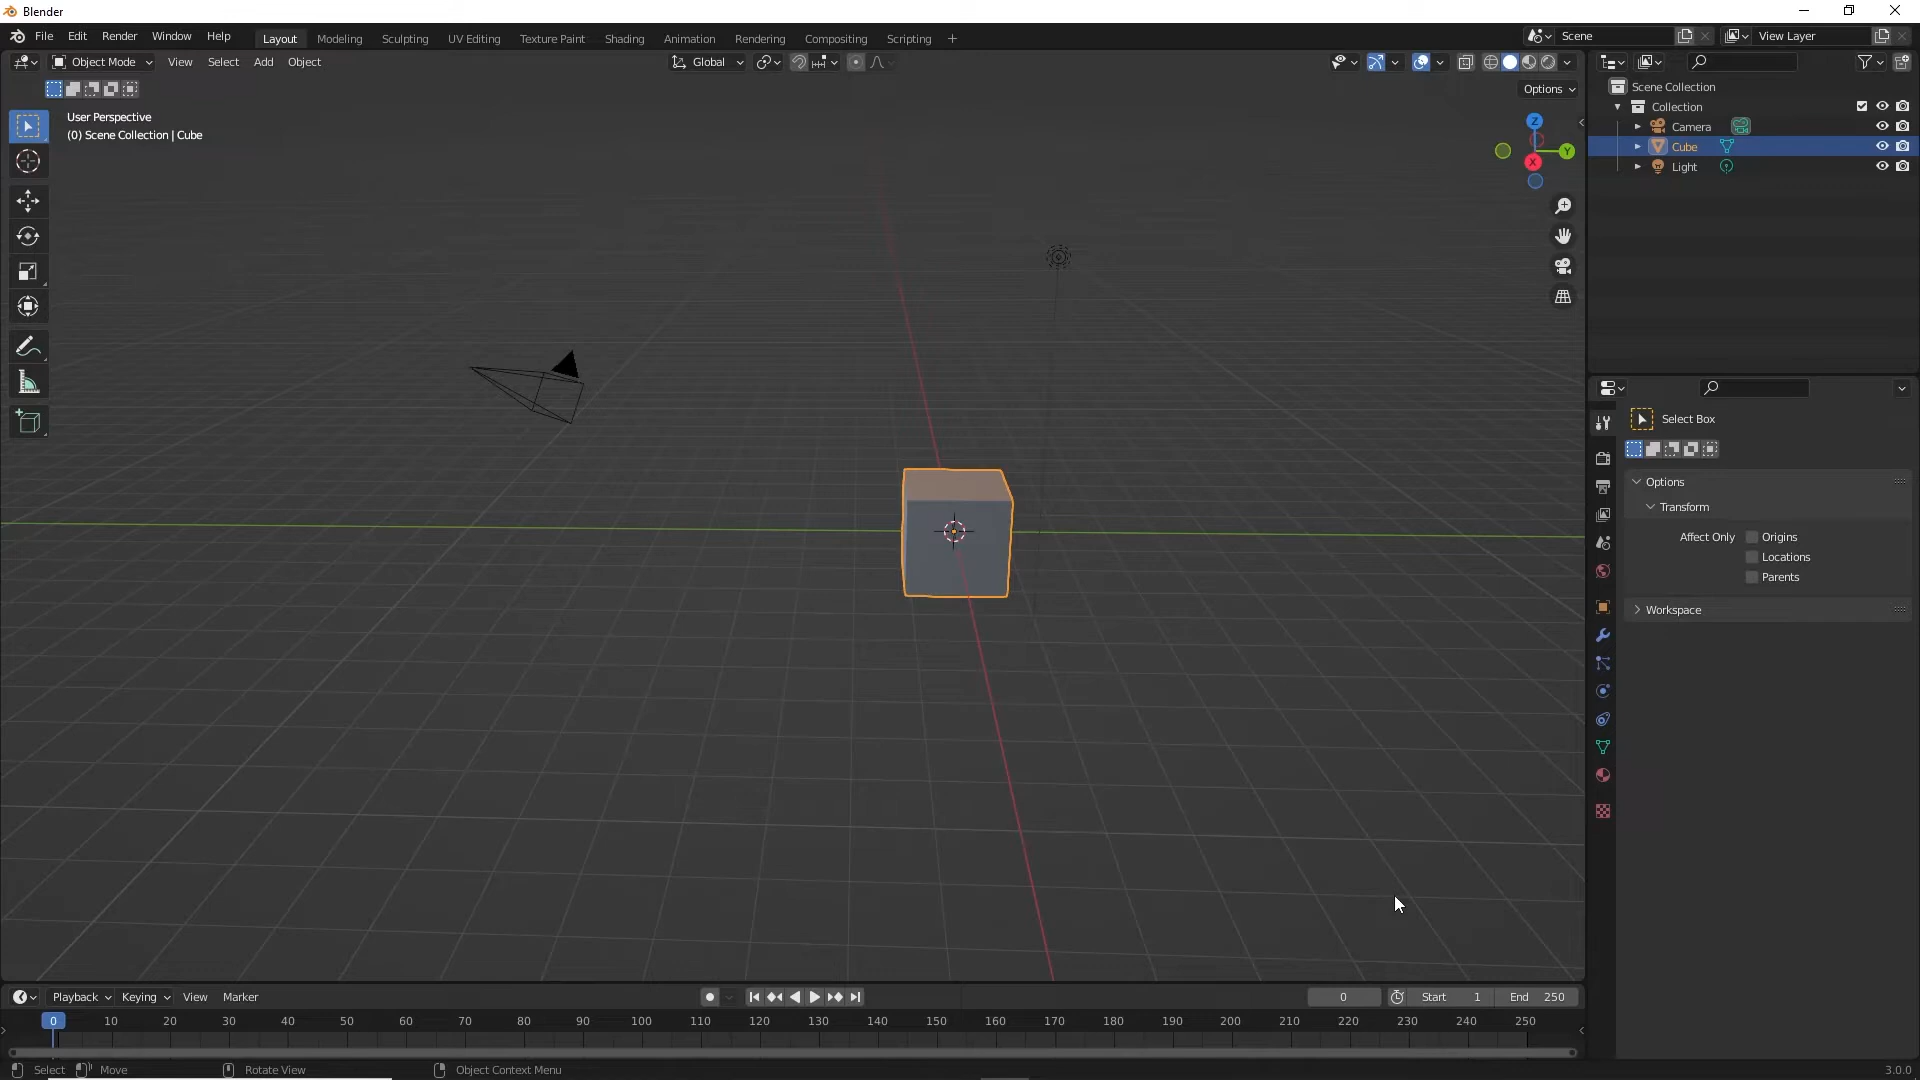 Blender
File Edit Render Window Help Layout Modeling Sculpting UV Editing Texture Paint Shading Animation Rendering Compositing Scripting + Scene View Layer
Object Mode View Select Add Object Global
Options
User Perspective
(0) Scene Collection | Cube
Z
Y
X
Scene Collection
Collection
Camera
Cube
Light
Select Box
Options
Transform
Affect Only Origins
Locations
Parents
Workspace
Playback Keying View Marker 0 Start 1 End 250
0 10 20 30 40 50 60 70 80 90 100 110 120 130 140 150 160 170 180 190 200 210 220 230 240 250
Select Move Rotate View Object Context Menu 3.0.0